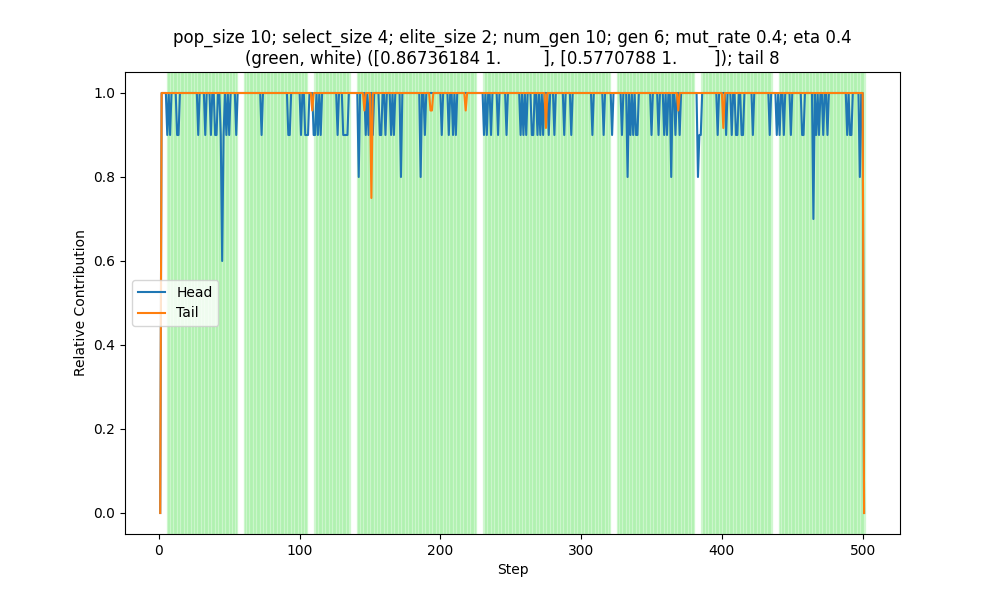 pop_size 10; select_size 4; elite_size 2; num_gen 10; gen 6; mut_rate 0.4; eta 0.4
(green, white) ([0.86736184 1.        ], [0.5770788 1.        ]); tail 8
1.0
0.8
0.6
0.4
0.2
0.0
Relative Contribution
Head
Tail
0
100
200
300
400
500
Step